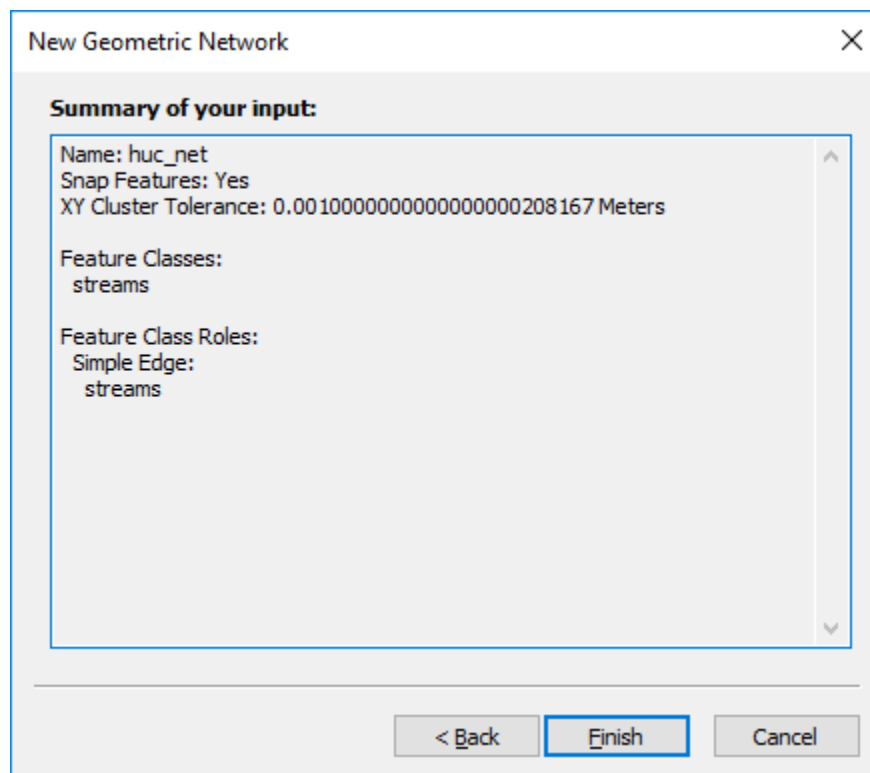 New Geometric Network
Summary of your input:
Name: huc_net
Snap Features: Yes
XY Cluster Tolerance: 0.0010000000000000000208167 Meters
Feature Classes:
streams
Feature Class Roles:
Simple Edge:
streams
< Back
Finish
Cancel